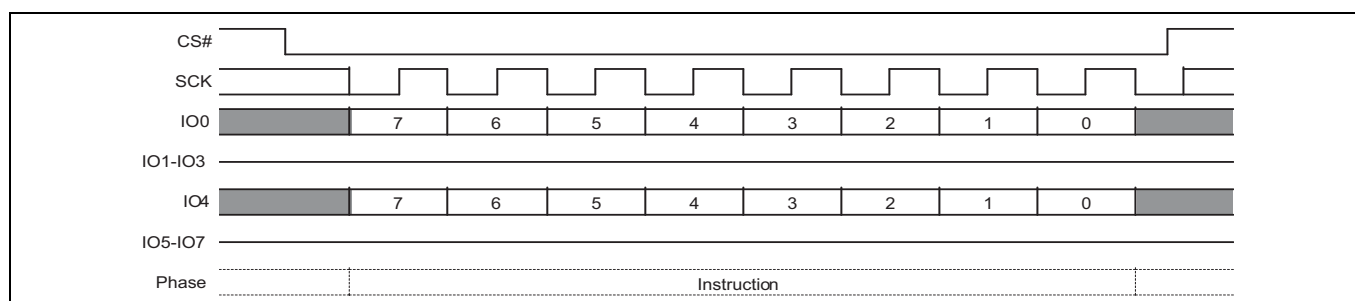 CS#
SCK
IO0 7 6 5 4 3 2 1 0
IO1-IO3
IO4 7 6 5 4 3 2 1 0
IO5-IO7
Phase Instruction